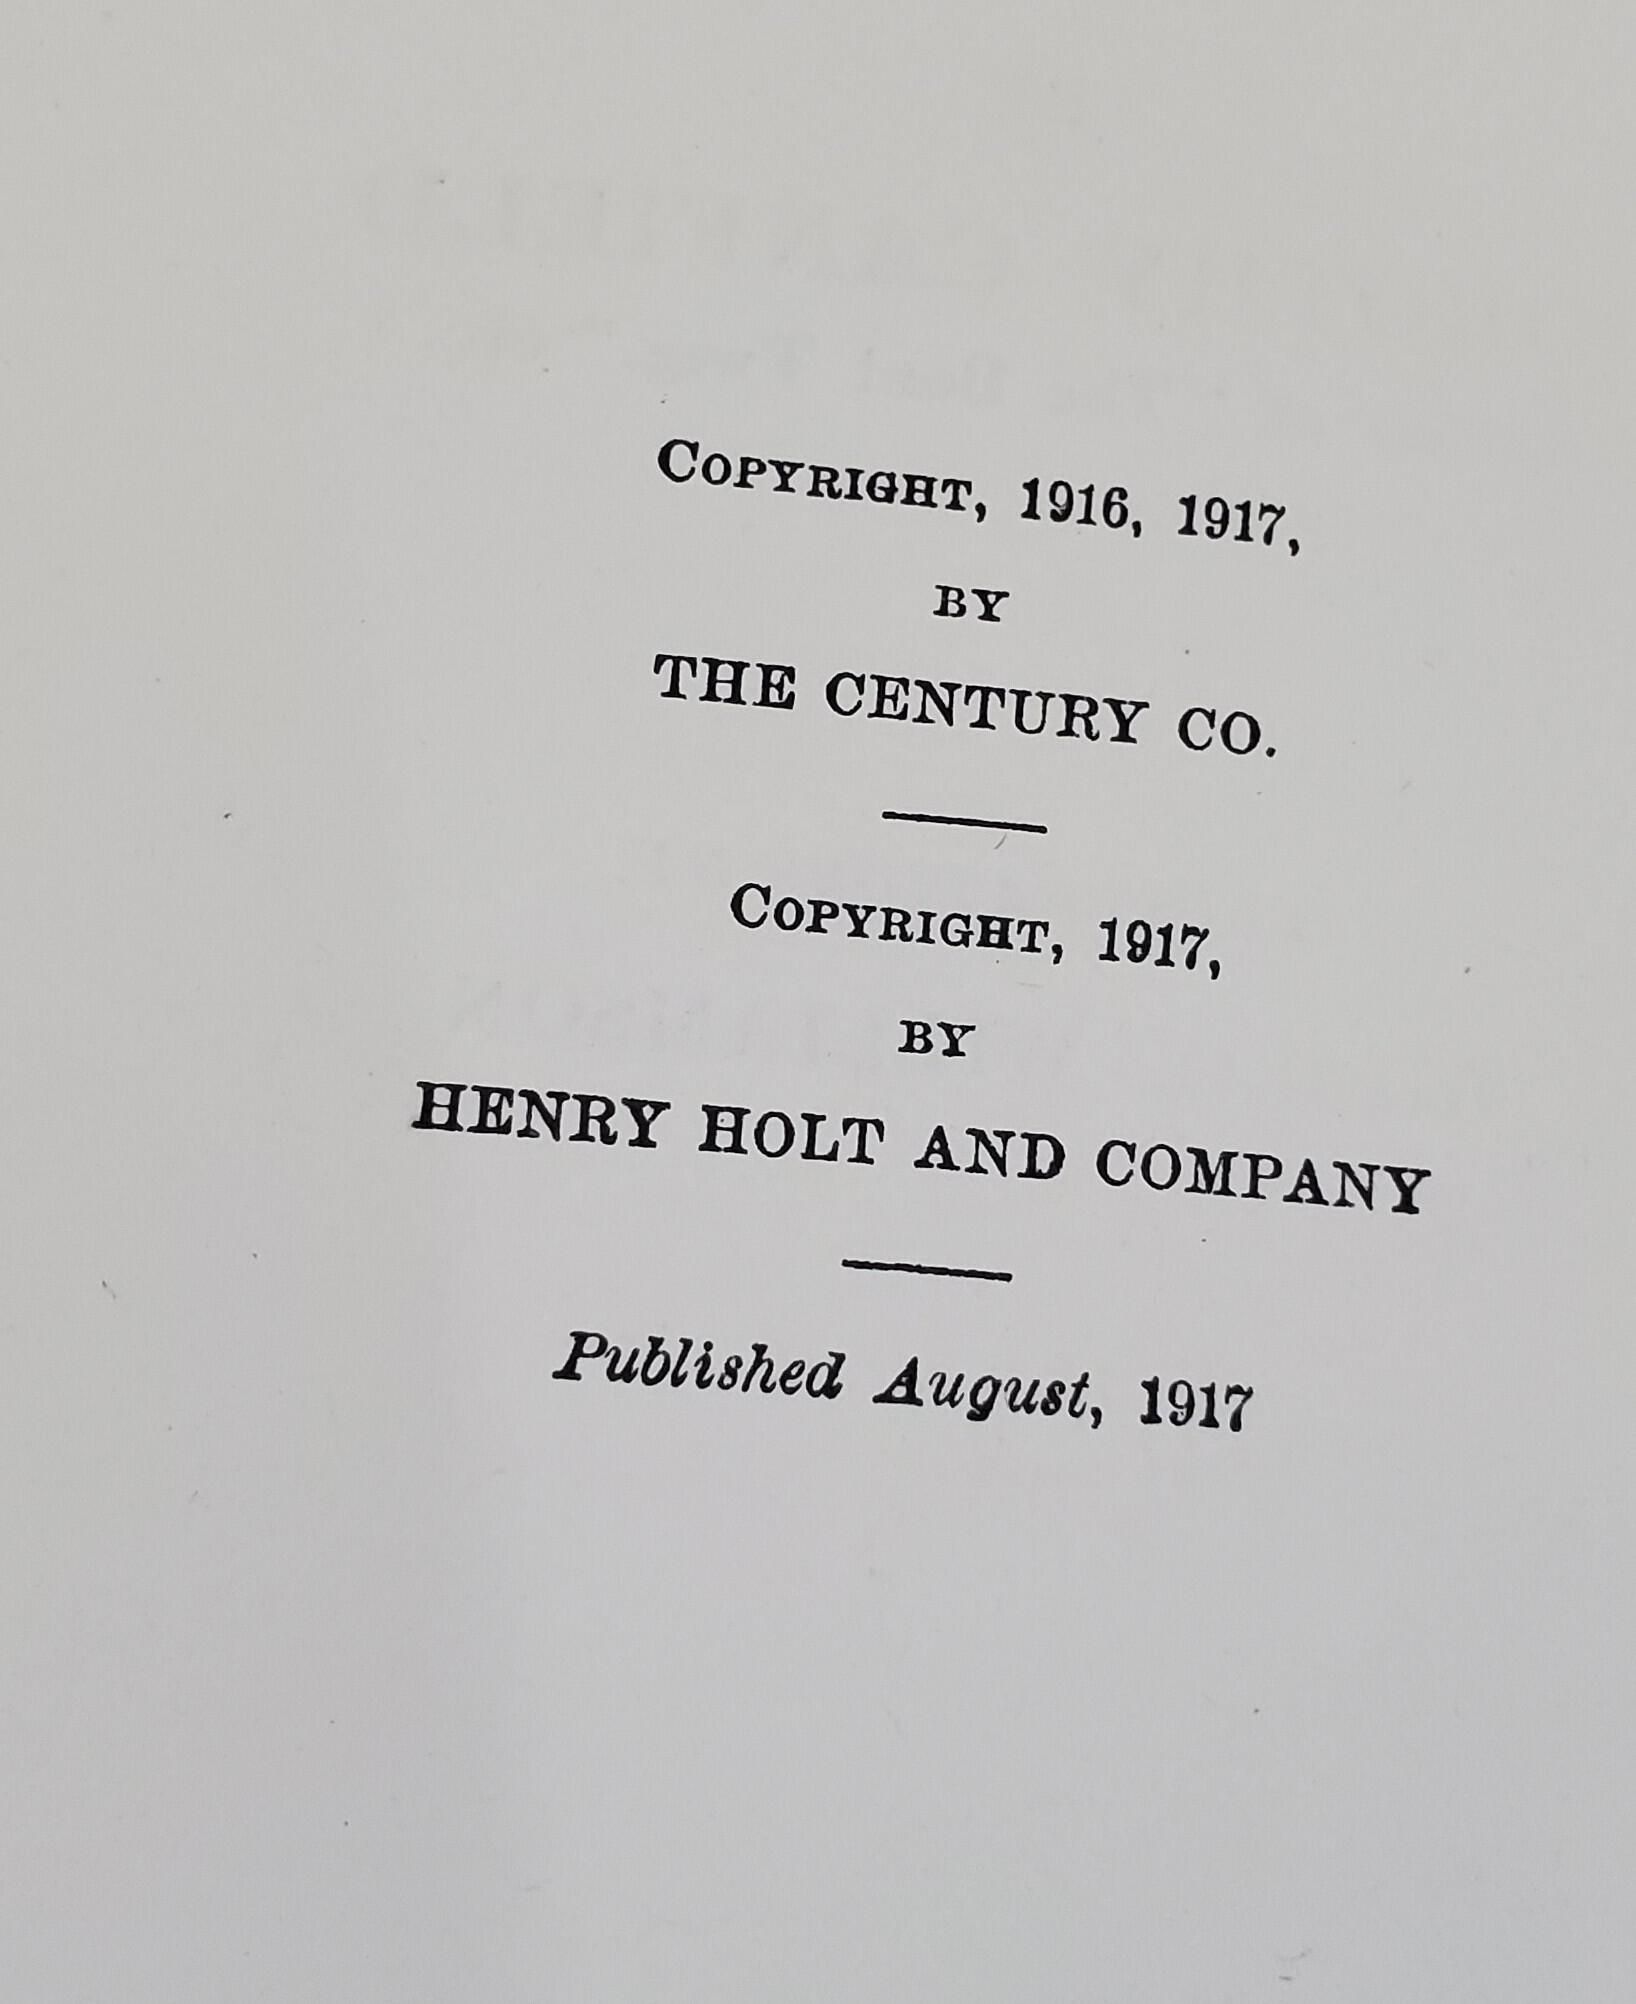 COPYRIGHT, 1916, 1917,
BY
THE CENTURY CO.
COPYRIGHT, 1917,
BY
HENRY HOLT AND COMPANY
Published August, 1917